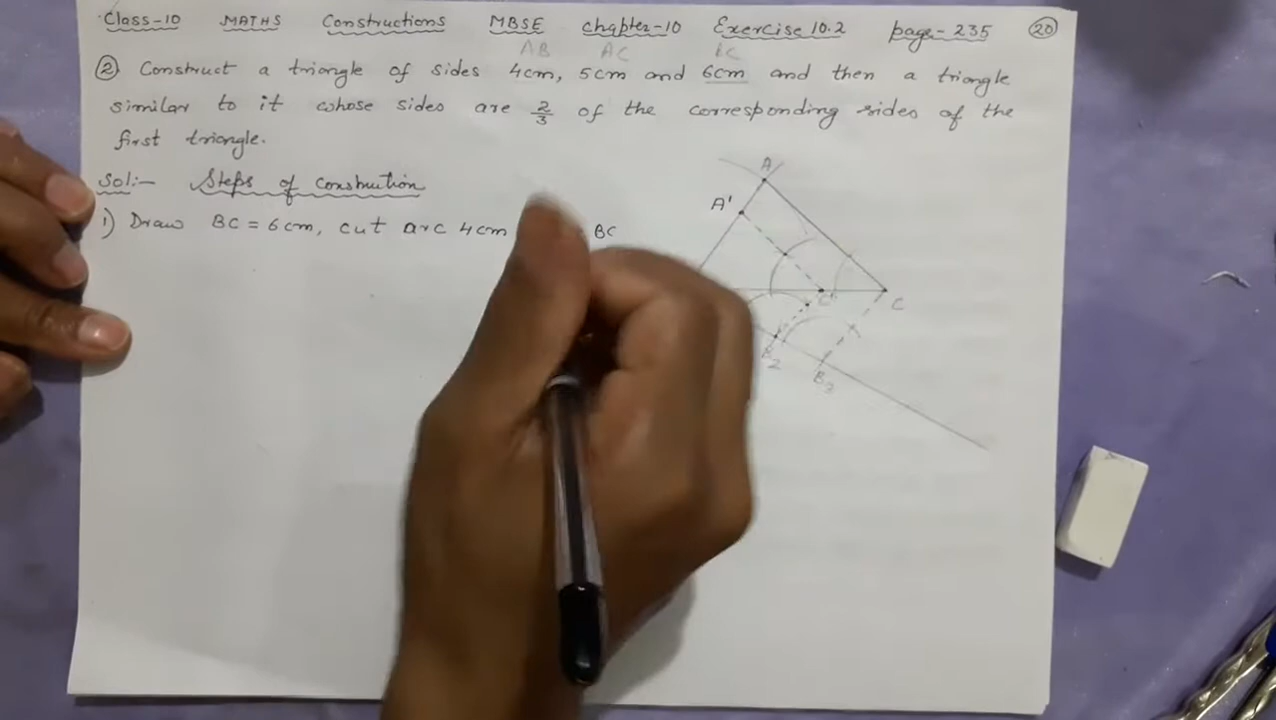 Class-10 MATHS Constructions MBSE chapter-10 Exercise 10.2 page-235 20
AB AC BC
② Construct a triangle of sides 4cm, 5cm and 6cm and then a triangle
similar to it whose sides are 2/3 of the corresponding sides of the
first triangle.
Sol:- Steps of construction
i) Draw BC = 6cm, cut arc 4cm BC
A
A'
C' C
B2
B3